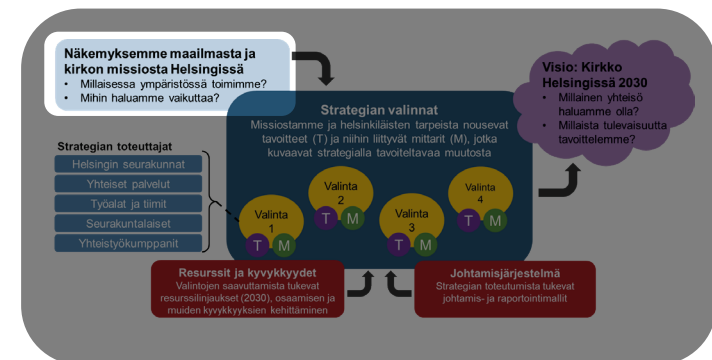 Näkemyksemme maailmasta ja
kirkon missiosta Helsingissä
• Millaisessa ympäristössä toimimme?
• Mihin haluamme vaikuttaa?
Visio: Kirkko
Helsingissä 2030
• Millainen yhteisö
haluamme olla?
• Millaista tulevaisuutta
tavoittelemme?
Strategian valinnat
Missiostamme ja helsinkiläisten tarpeista nousevat
tavoitteet (T) ja niihin liittyvät mittarit (M), jotka
kuvaavat strategialla tavoiteltavaa muutosta
Strategian toteuttajat
Helsingin seurakunnat
Yhteiset palvelut
Työalat ja tiimit
Seurakuntalaiset
Yhteistyökumppanit
Valinta
1
T M
Valinta
2
T M
Valinta
3
T M
Valinta
4
T M
Resurssit ja kyvykkyydet
Valintojen saavuttamista tukevat
resurssilinjaukset (2030), osaamisen ja
muiden kyvykkyyksien kehittäminen
Johtamisjärjestelmä
Strategian toteutumista tukevat
johtamis- ja raportointimallit